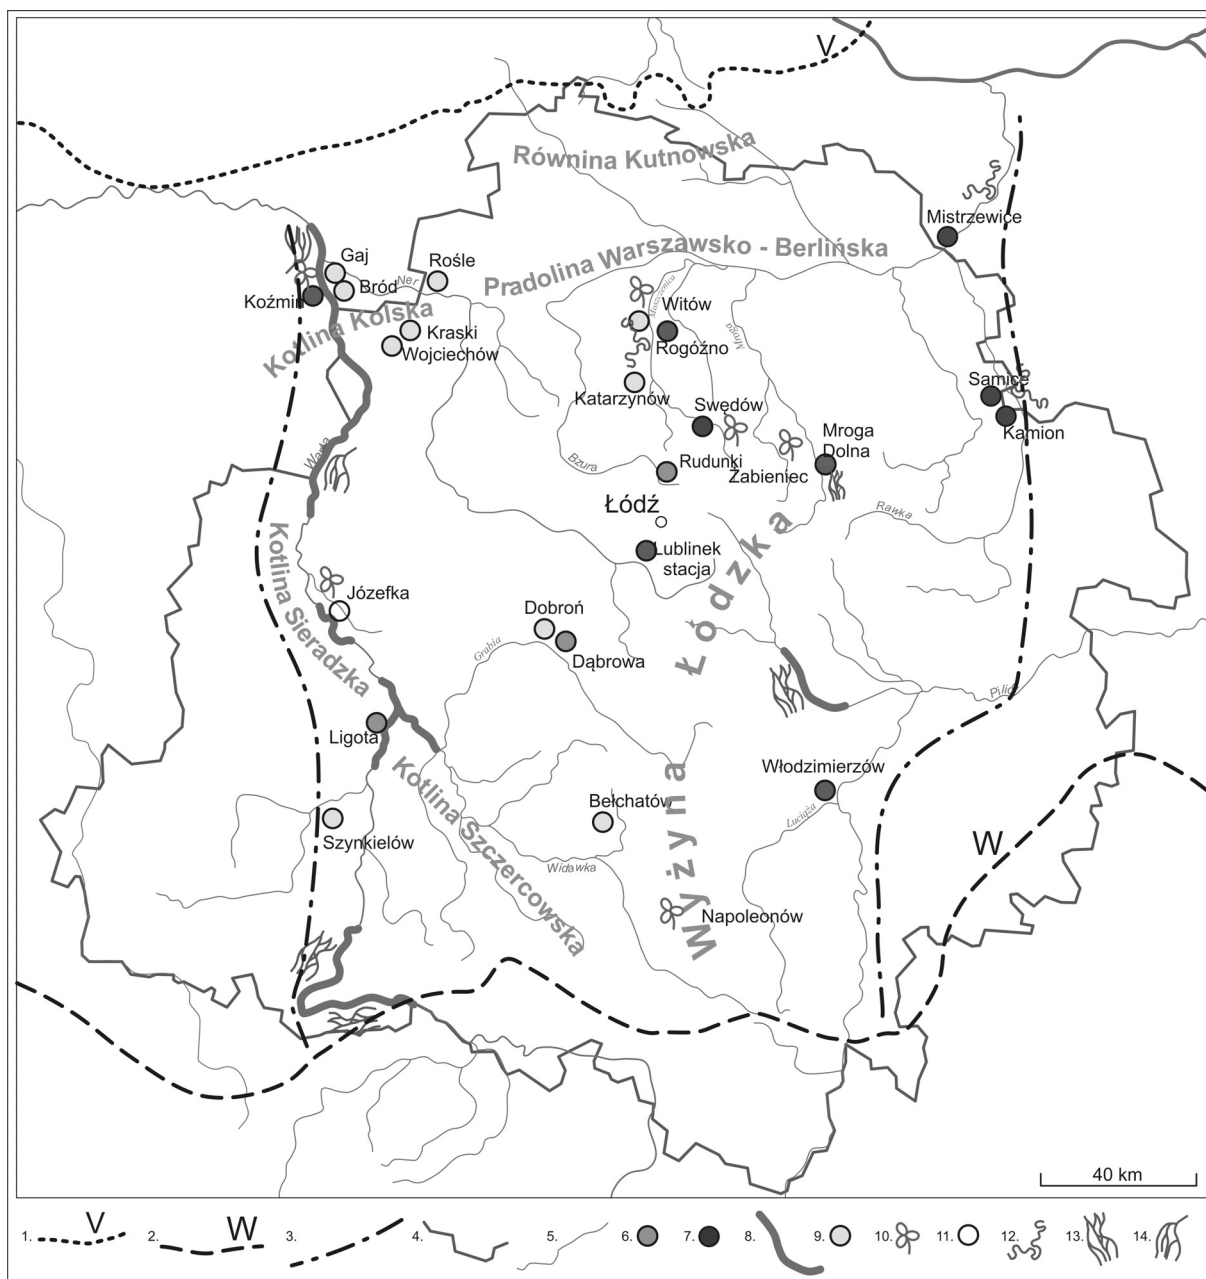 V
Równina Kutnowska
Mistrzewice
Pradolina Warszawsko - Berlińska
Gaj
Rośle
Bród
Ner
Koźmin
Kotlina Kolska
Kraski
Wojciechów
Moszczenica
Witów
Rogóźno
Mroga
Katarzynów
Samice
Kamion
Swędów
Mroga
Dolna
Warta
Bzura
Rudunki
Żabieniec
Łódź
Rawka
Lublinek
stacja
Kotlina Sieradzka
Józefka
Dobroń
Grabia
Dąbrowa
Wyżyna Łódzka
Pilica
Ligota
Włodzimierzów
Kotlina Szczercowska
Bełchatów
Luciąża
W
Szynkielów
Widawka
Napoleonów
40 km
1. V 2. W 3. 4. 5. 6. 7. 8. 9. 10. 11. 12. 13. 14.